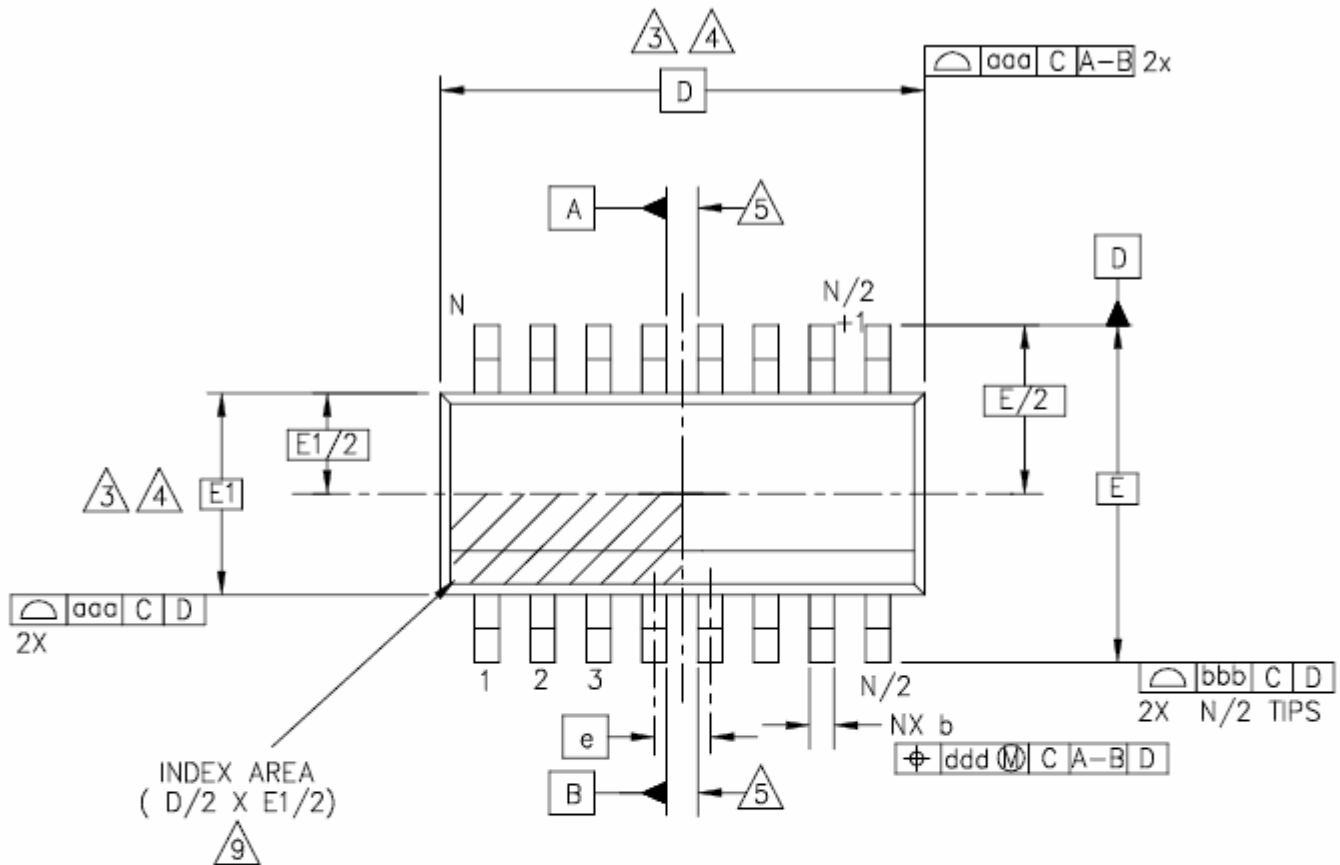 3 4
aaa C A-B 2x
D
A 5
D
N
N/2
+1
E/2
E1/2
3 4 E1
E
aaa C D
2X
1 2 3 N/2
bbb C D
2X N/2 TIPS
e
NX b
ddd M C A-B D
INDEX AREA
( D/2 X E1/2)
9
B 5